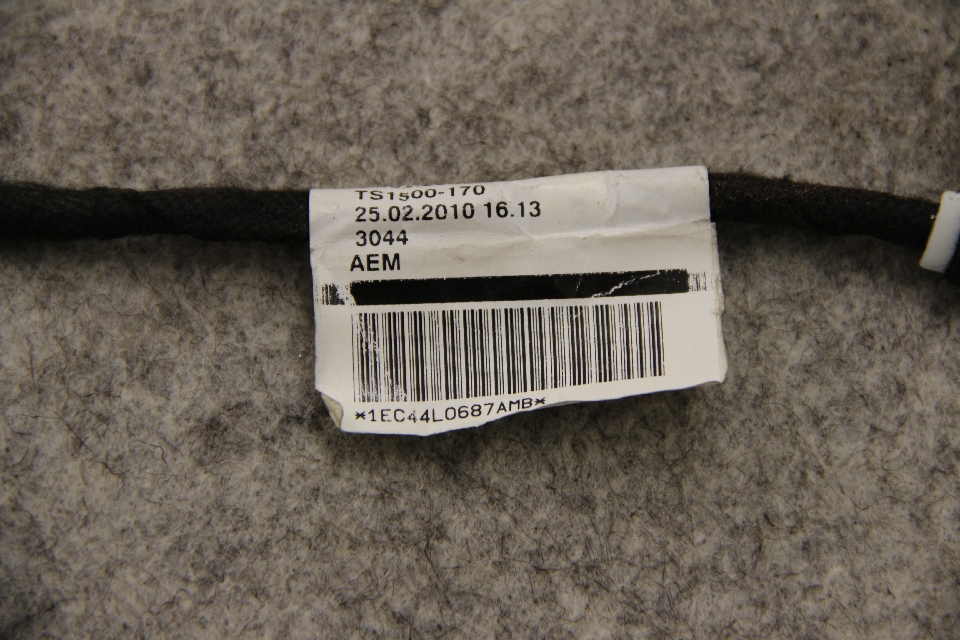 TS1500-170
25.02.2010 16.13
3044
AEM
*1EC44L0687AMB*